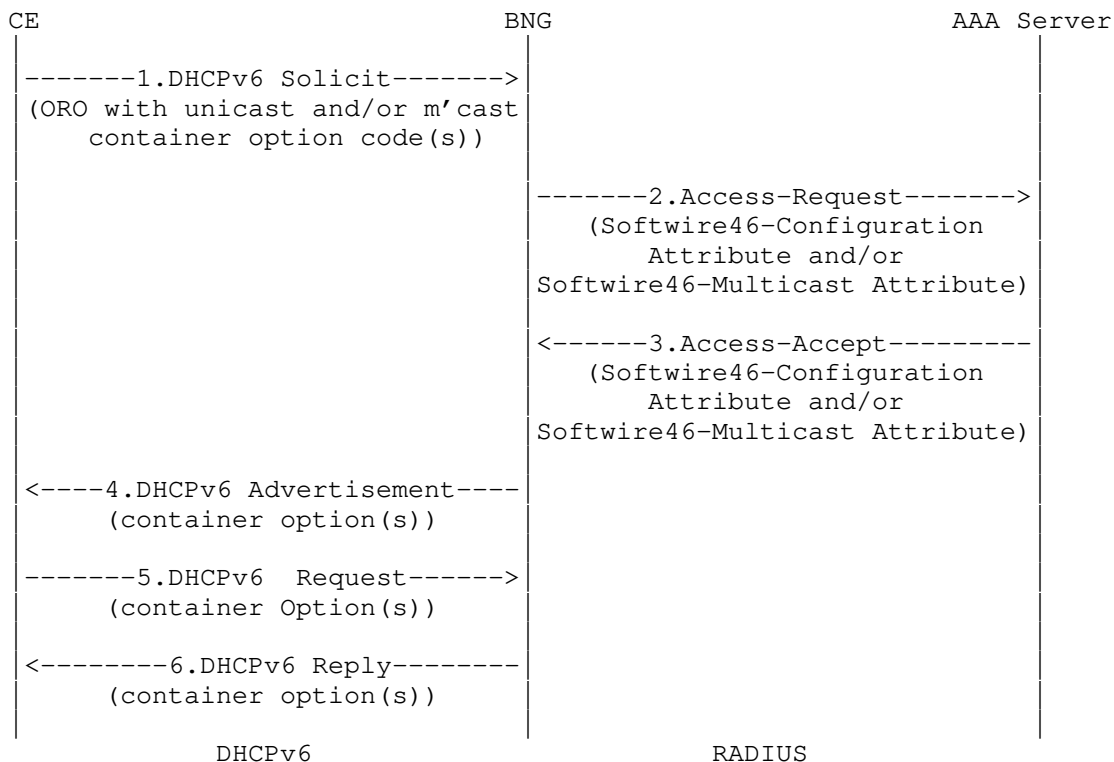 CE BNG AAA Server
-------1.DHCPv6 Solicit------->
(ORO with unicast and/or m'cast
container option code(s))
-------2.Access-Request------->
(Softwire46-Configuration
Attribute and/or
Softwire46-Multicast Attribute)
<------3.Access-Accept---------
(Softwire46-Configuration
Attribute and/or
Softwire46-Multicast Attribute)
<----4.DHCPv6 Advertisement----
(container option(s))
-------5.DHCPv6  Request------>
(container Option(s))
<--------6.DHCPv6 Reply--------
(container option(s))
DHCPv6 RADIUS